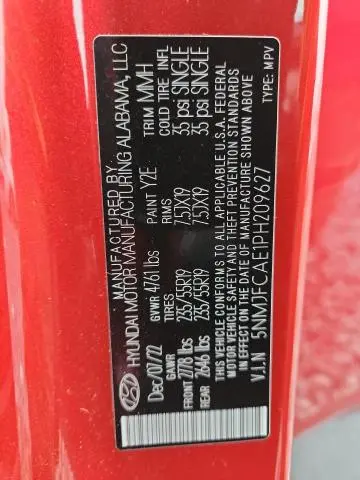 MANUFACTURED BY
HYUNDAI MOTOR MANUFACTURING ALABAMA, LLC
Dec/07/22 GVWR 4761 lbs PAINT Y2E TRIM MMH
GAWR TIRES RIMS COLD TIRE INFL
FRONT 2778 lbs 235/55R19 7.5JX19 35 psi SINGLE
REAR 2646 lbs 235/55R19 7.5JX19 35 psi SINGLE
THIS VEHICLE CONFORMS TO ALL APPLICABLE U.S.A. FEDERAL
MOTOR VEHICLE SAFETY AND THEFT PREVENTION STANDARDS
IN EFFECT ON THE DATE OF MANUFACTURE SHOWN ABOVE
V.I.N 5NMJFCAE1PH209627 TYPE: MPV